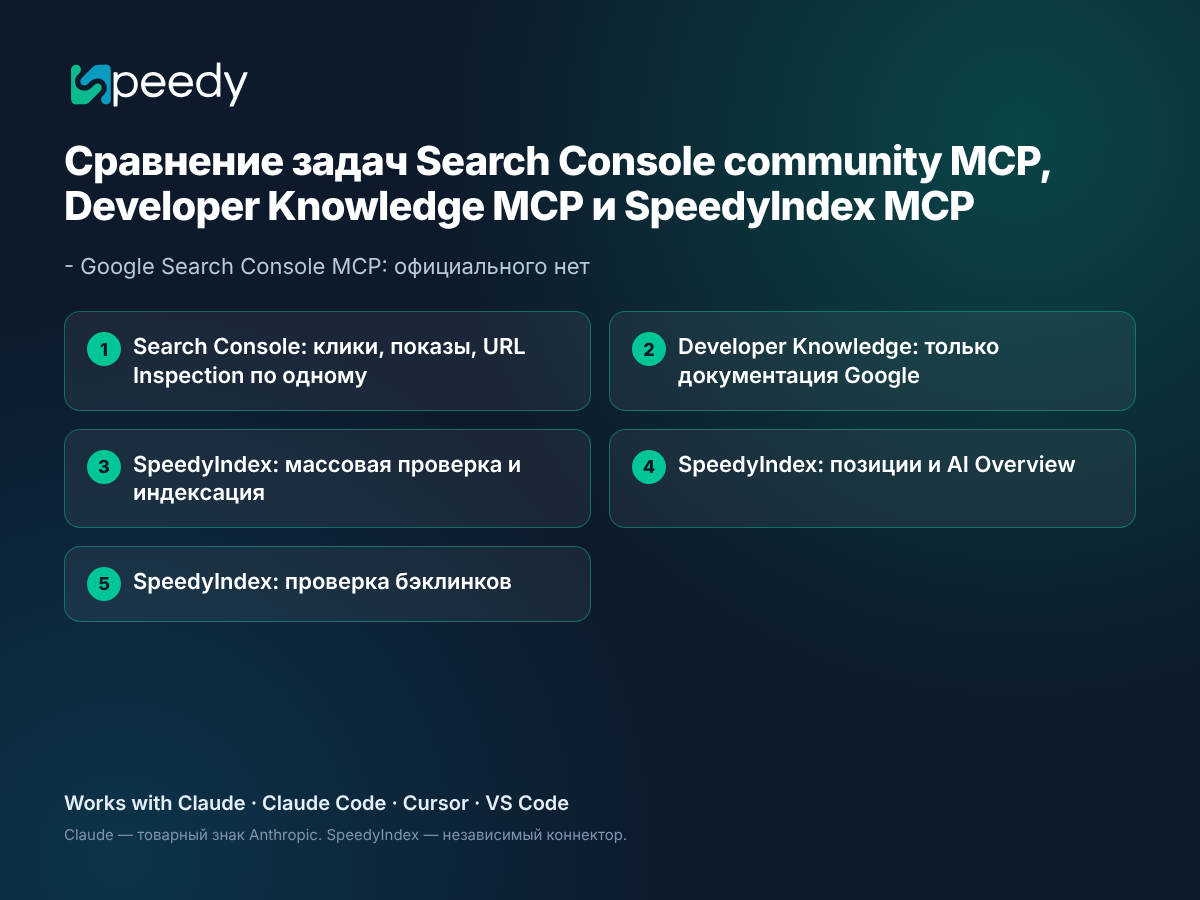 Speedy
Сравнение задач Search Console community MCP,
Developer Knowledge MCP и SpeedyIndex MCP
- Google Search Console MCP: официального нет
1 Search Console: клики, показы, URL
Inspection по одному
2 Developer Knowledge: только
документация Google
3 SpeedyIndex: массовая проверка и
индексация
4 SpeedyIndex: позиции и AI Overview
5 SpeedyIndex: проверка бэклинков
Works with Claude · Claude Code · Cursor · VS Code
Claude — товарный знак Anthropic. SpeedyIndex — независимый коннектор.